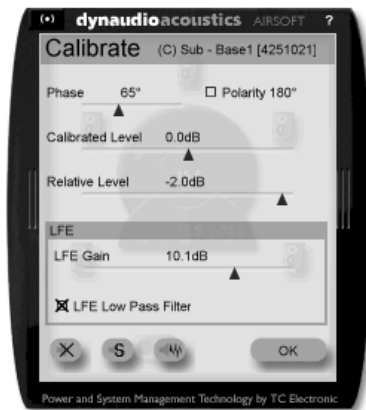 (•) dynaudioacoustics AIRSOFT ?
Calibrate (C) Sub - Base1 [4251021]
Phase 65° Polarity 180°
Calibrated Level 0.0dB
Relative Level -2.0dB
LFE
LFE Gain 10.1dB
LFE Low Pass Filter
S OK
Power and System Management Technology by TC Electronic